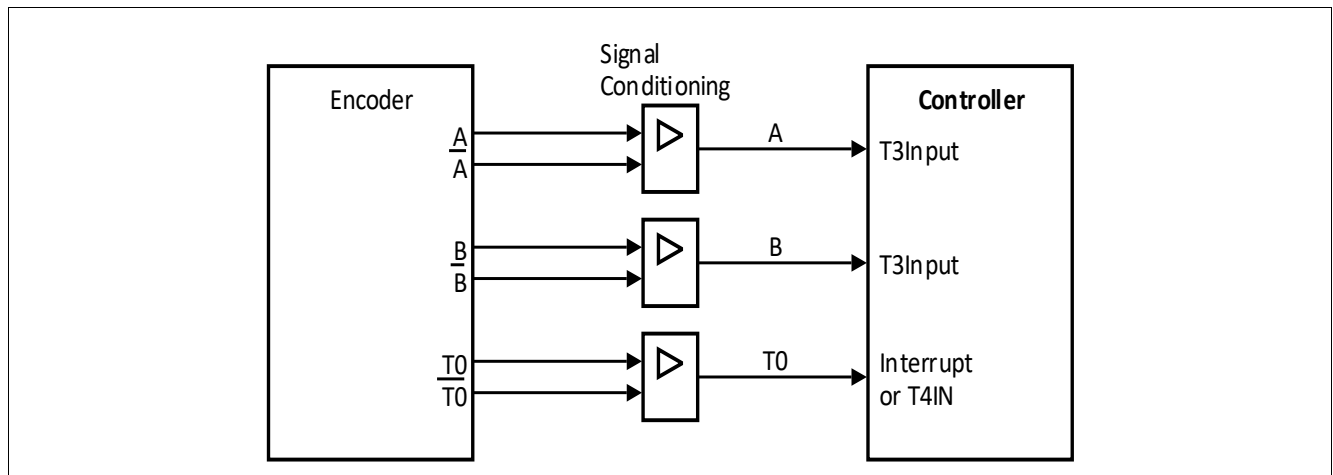 Signal
Conditioning
Encoder
Controller
A
A
A
T3Input
B
B
B
T3Input
T0
T0
T0
Interrupt
or T4IN